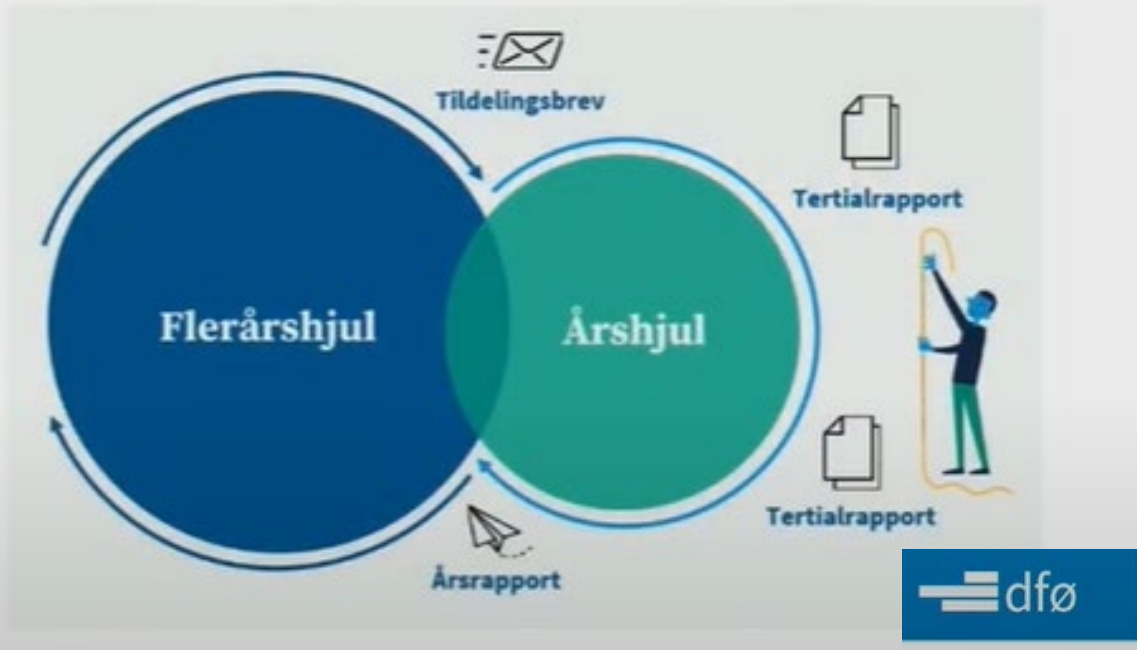 Tildelingsbrev
Tertialrapport
Flerårshjul
Årshjul
Tertialrapport
Årsrapport
dfø